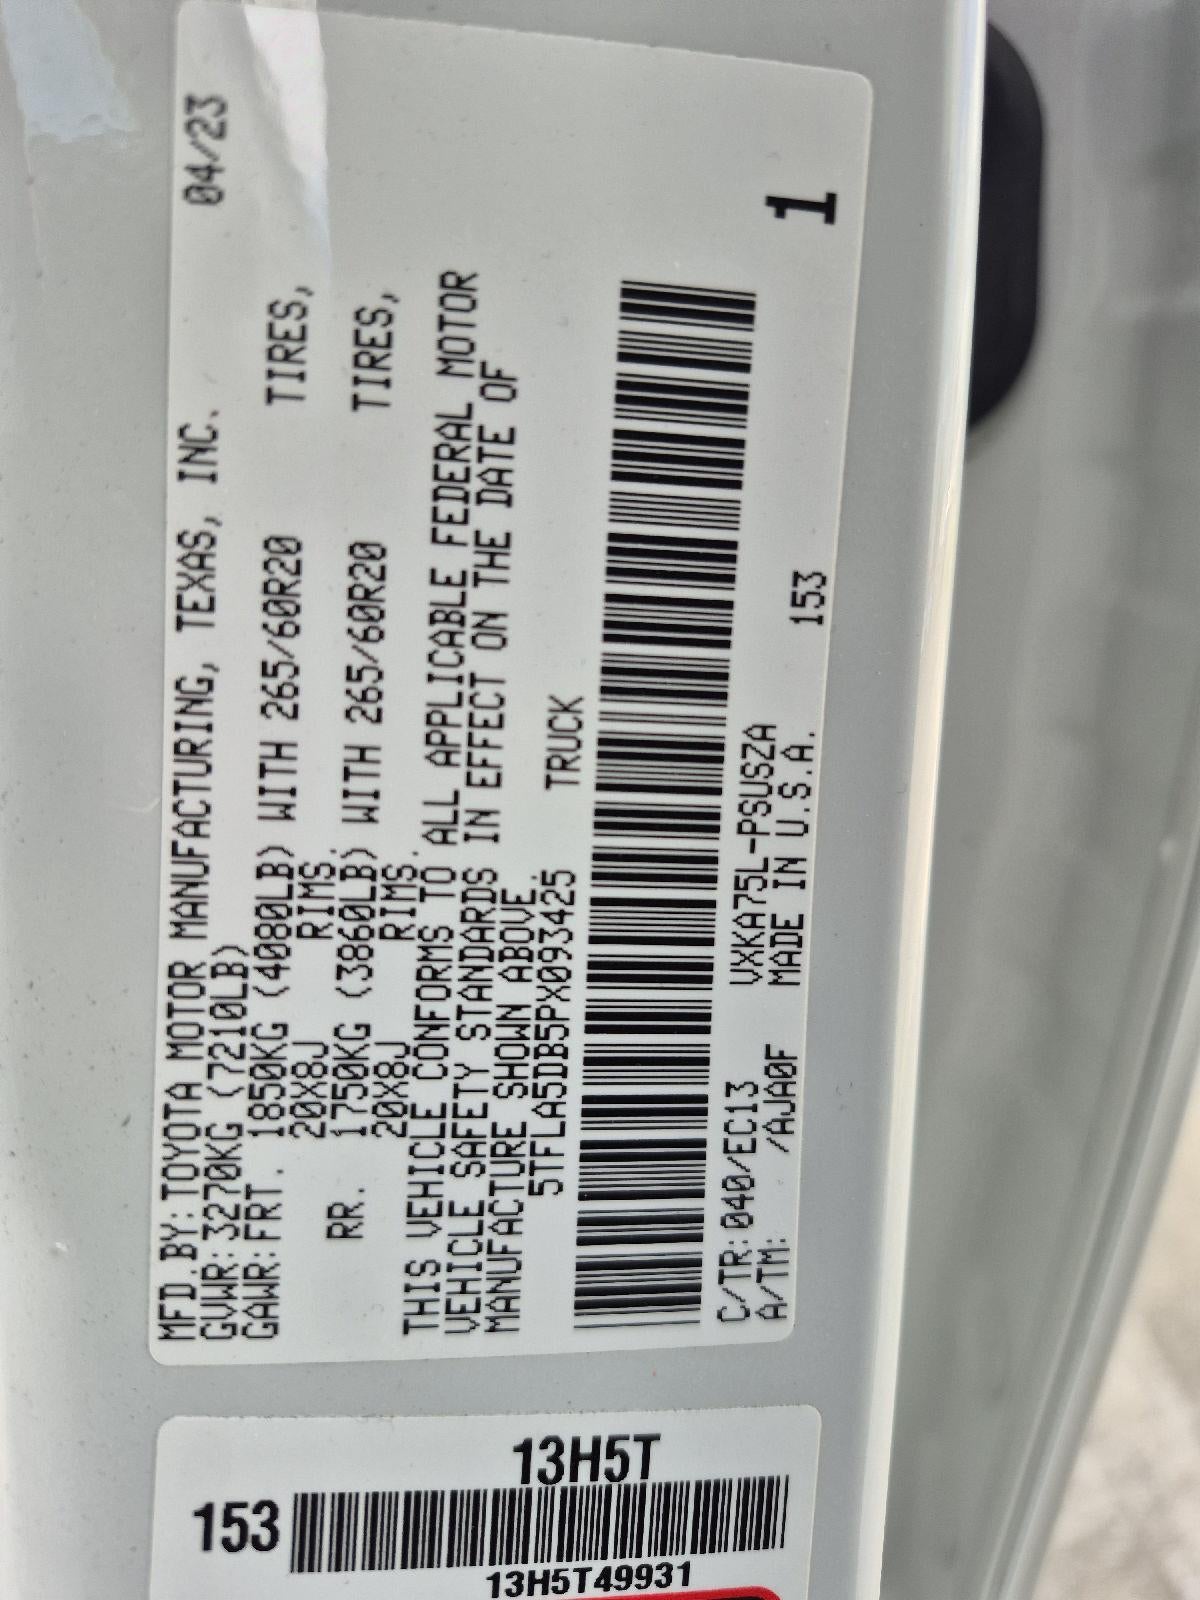 MFD.BY:TOYOTA MOTOR MANUFACTURING, TEXAS, INC. 04/23
GVWR:3270KG (7210LB)
GAWR:FRT. 1850KG (4080LB) WITH 265/60R20 TIRES,
20X8J RIMS.
RR. 1750KG (3860LB) WITH 265/60R20 TIRES,
20X8J RIMS.
THIS VEHICLE CONFORMS TO ALL APPLICABLE FEDERAL MOTOR
VEHICLE SAFETY STANDARDS IN EFFECT ON THE DATE OF
MANUFACTURE SHOWN ABOVE.
5TFLA5DB5PX093425 TRUCK
C/TR:040/EC13 VXKA75L-PSUSZA
A/TM: /AJA0F MADE IN U.S.A. 153
1
13H5T
153
13H5T49931